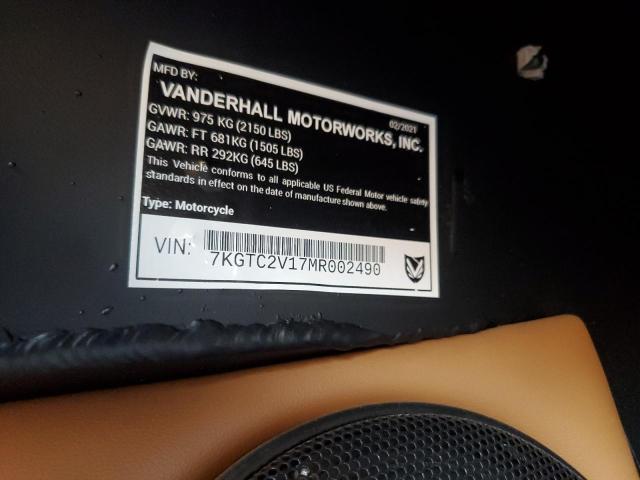 MFD BY:
02/2021
VANDERHALL MOTORWORKS, INC.
GVWR: 975 KG (2150 LBS)
GAWR: FT 681KG (1505 LBS)
GAWR: RR 292KG (645 LBS)
This Vehicle conforms to all applicable US Federal Motor vehicle safety
standards in effect on the date of manufacture shown above.
Type: Motorcycle
VIN:
7KGTC2V17MR002490